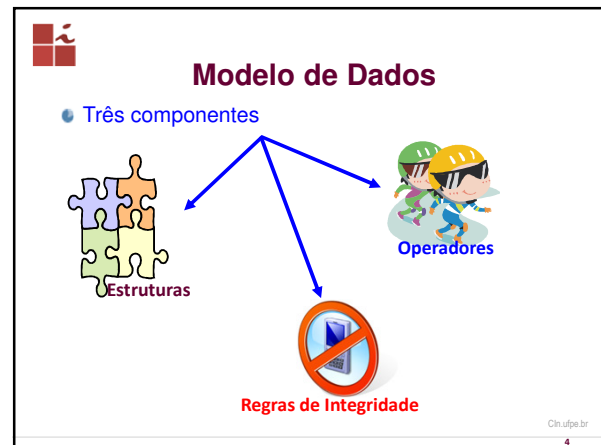 Modelo de Dados
Três componentes
Operadores
Estruturas
Regras de Integridade
CIn.ufpe.br
4